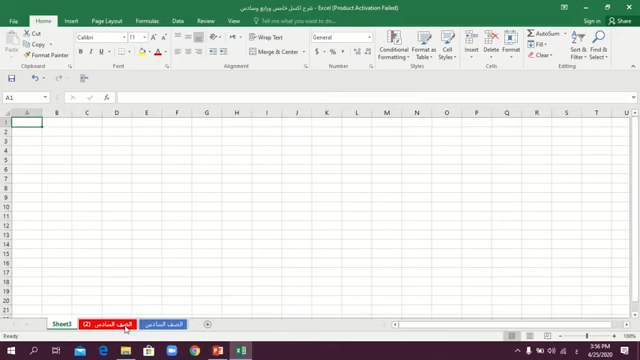 شرح اكسل خامس ورابع وسادس - Excel (Product Activation Failed)
File Home Insert Page Layout Formulas Data Review View Tell me what you want to do... Sign in Share
Cut
Copy
Format Painter
Paste
Calibri 11
Wrap Text
Merge & Center
General
Conditional Formatting
Format as Table
Cell Styles
Insert Delete Format
AutoSum
Fill
Clear
Sort & Filter
Find & Select
Clipboard Font Alignment Number Styles Cells Editing
A1
A B C D E F G H I J K L M N O P Q R S T U
1
2
3
4
5
6
7
8
9
10
11
12
13
14
15
16
17
18
19
20
21
Sheet3 الصف السادس (2) الصف السادس
Ready 100%
3:56 PM
4/25/2020